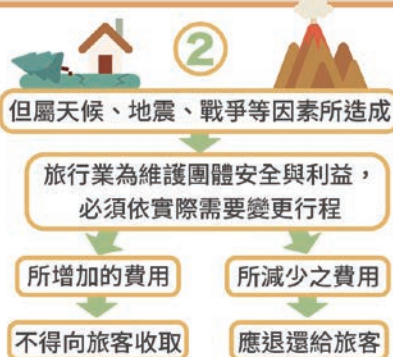 2
但屬天候、地震、戰爭等因素所造成
旅行業為維護團體安全與利益，
必須依實際需要變更行程
所增加的費用
所減少之費用
不得向旅客收取
應退還給旅客